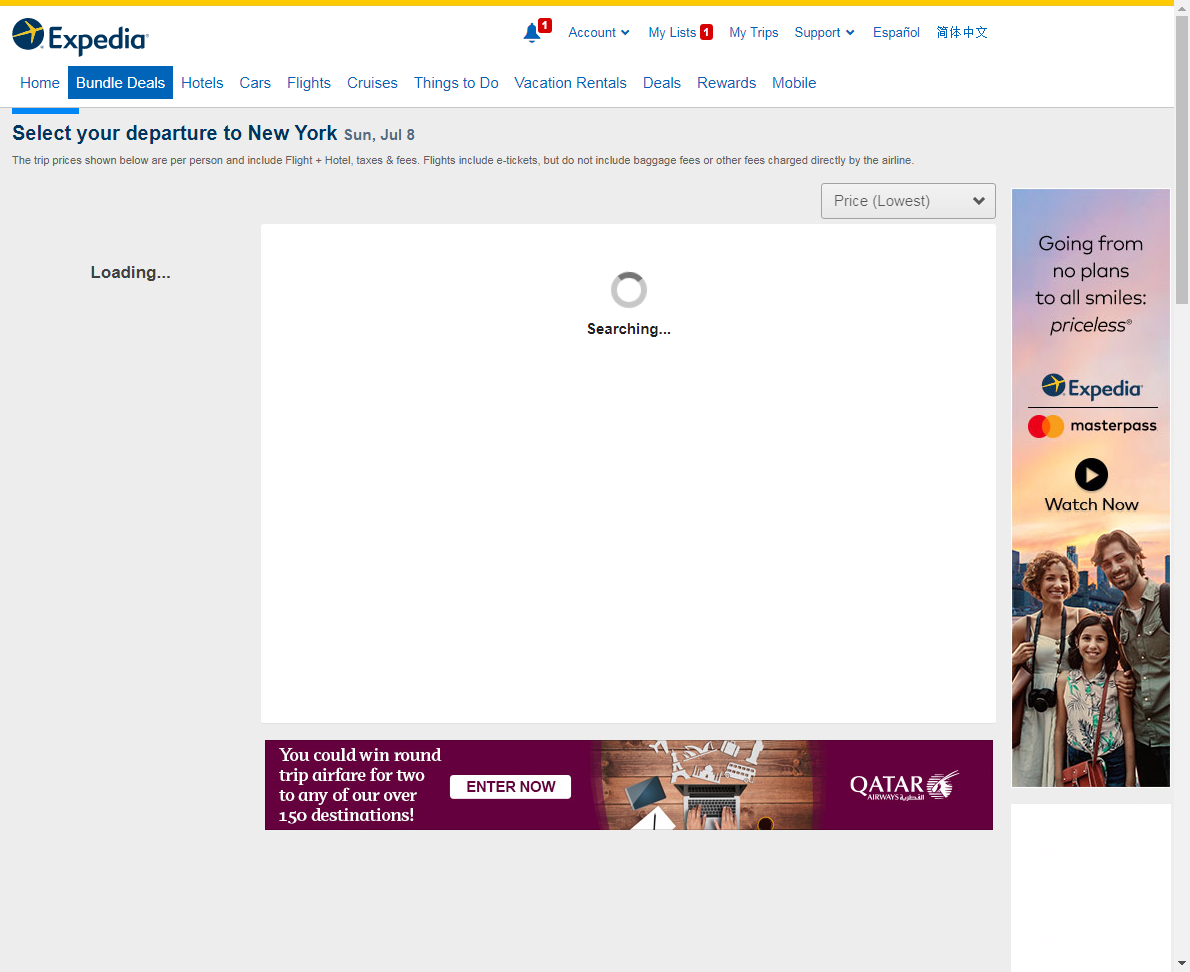 Expedia
1
Account
My Lists 1
My Trips
Support
Español
简体中文
Home
Bundle Deals
Hotels
Cars
Flights
Cruises
Things to Do
Vacation Rentals
Deals
Rewards
Mobile
Select your departure to New York Sun, Jul 8
The trip prices shown below are per person and include Flight + Hotel, taxes & fees. Flights include e-tickets, but do not include baggage fees or other fees charged directly by the airline.
Price (Lowest)
Loading...
Searching...
Going from
no plans
to all smiles:
priceless®
Expedia
masterpass
Watch Now
You could win round
trip airfare for two
to any of our over
150 destinations!
ENTER NOW
QATAR
AIRWAYS القطرية